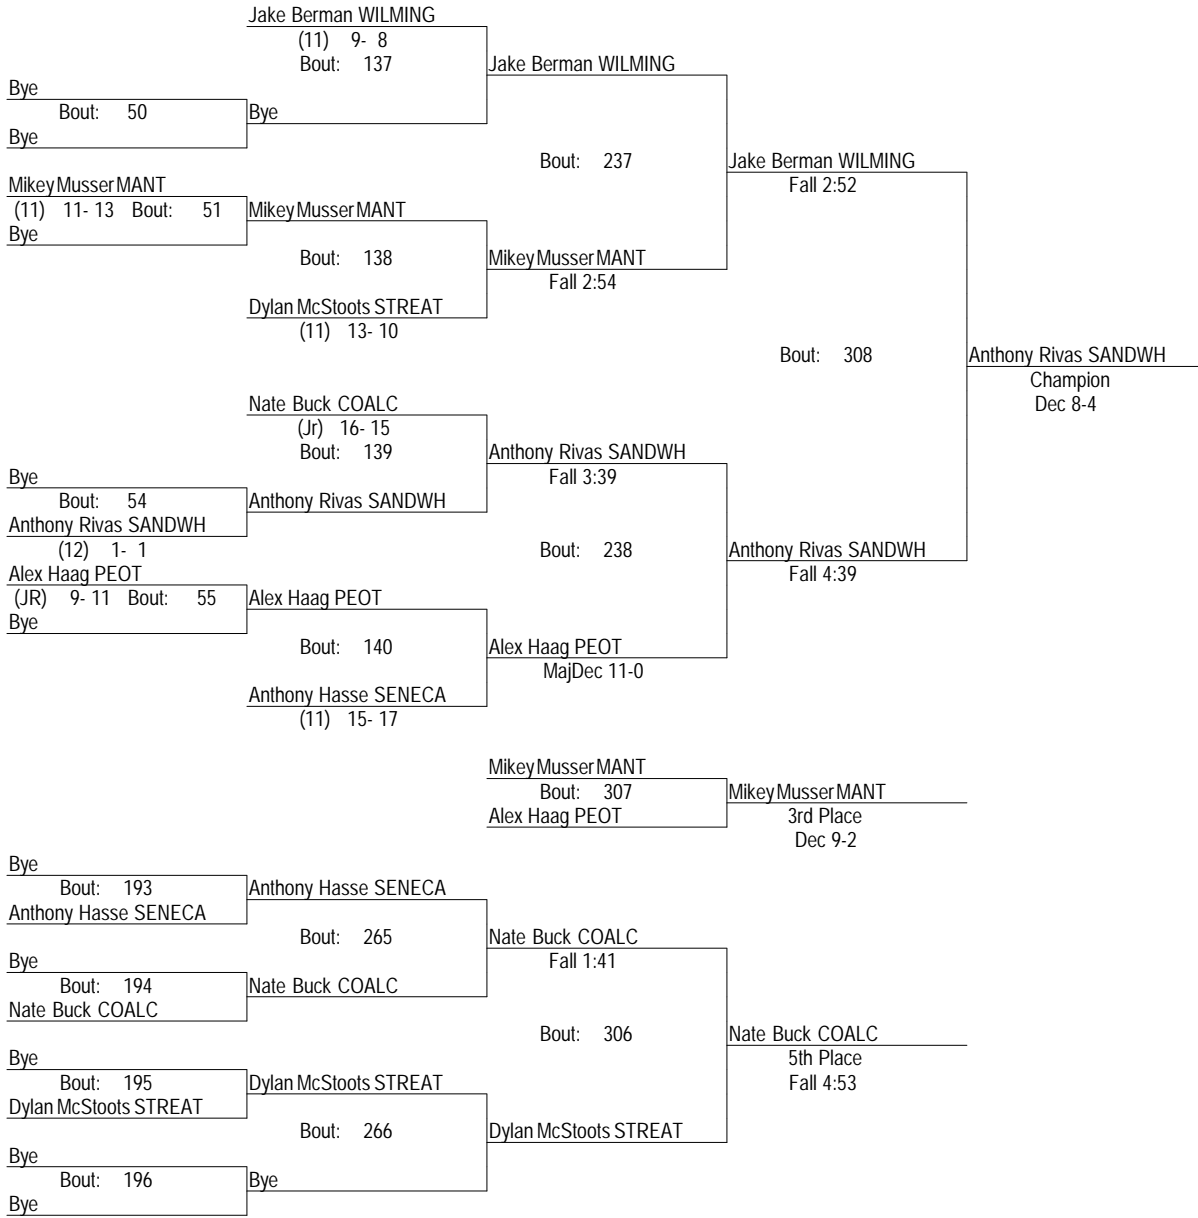 Jake Berman WILMING
(11) 9- 8
Bout: 137
Jake Berman WILMING
Bye
Bout: 50
Bye
Bye
Bout: 237
Jake Berman WILMING
Fall 2:52
Mikey Musser MANT
(11) 11- 13 Bout: 51
Mikey Musser MANT
Bye
Bout: 138
Mikey Musser MANT
Fall 2:54
Dylan McStoots STREAT
(11) 13- 10
Bout: 308
Anthony Rivas SANDWH
Champion
Dec 8-4
Nate Buck COALC
(Jr) 16- 15
Bout: 139
Anthony Rivas SANDWH
Fall 3:39
Bye
Bout: 54
Anthony Rivas SANDWH
Anthony Rivas SANDWH
(12) 1- 1
Bout: 238
Anthony Rivas SANDWH
Fall 4:39
Alex Haag PEOT
(JR) 9- 11 Bout: 55
Alex Haag PEOT
Bye
Bout: 140
Alex Haag PEOT
MajDec 11-0
Anthony Hasse SENECA
(11) 15- 17
Mikey Musser MANT
Bout: 307
Mikey Musser MANT
Alex Haag PEOT
3rd Place
Dec 9-2
Bye
Bout: 193
Anthony Hasse SENECA
Anthony Hasse SENECA
Bout: 265
Nate Buck COALC
Fall 1:41
Bye
Bout: 194
Nate Buck COALC
Nate Buck COALC
Bout: 306
Nate Buck COALC
5th Place
Fall 4:53
Bye
Bout: 195
Dylan McStoots STREAT
Dylan McStoots STREAT
Bout: 266
Dylan McStoots STREAT
Bye
Bout: 196
Bye
Bye